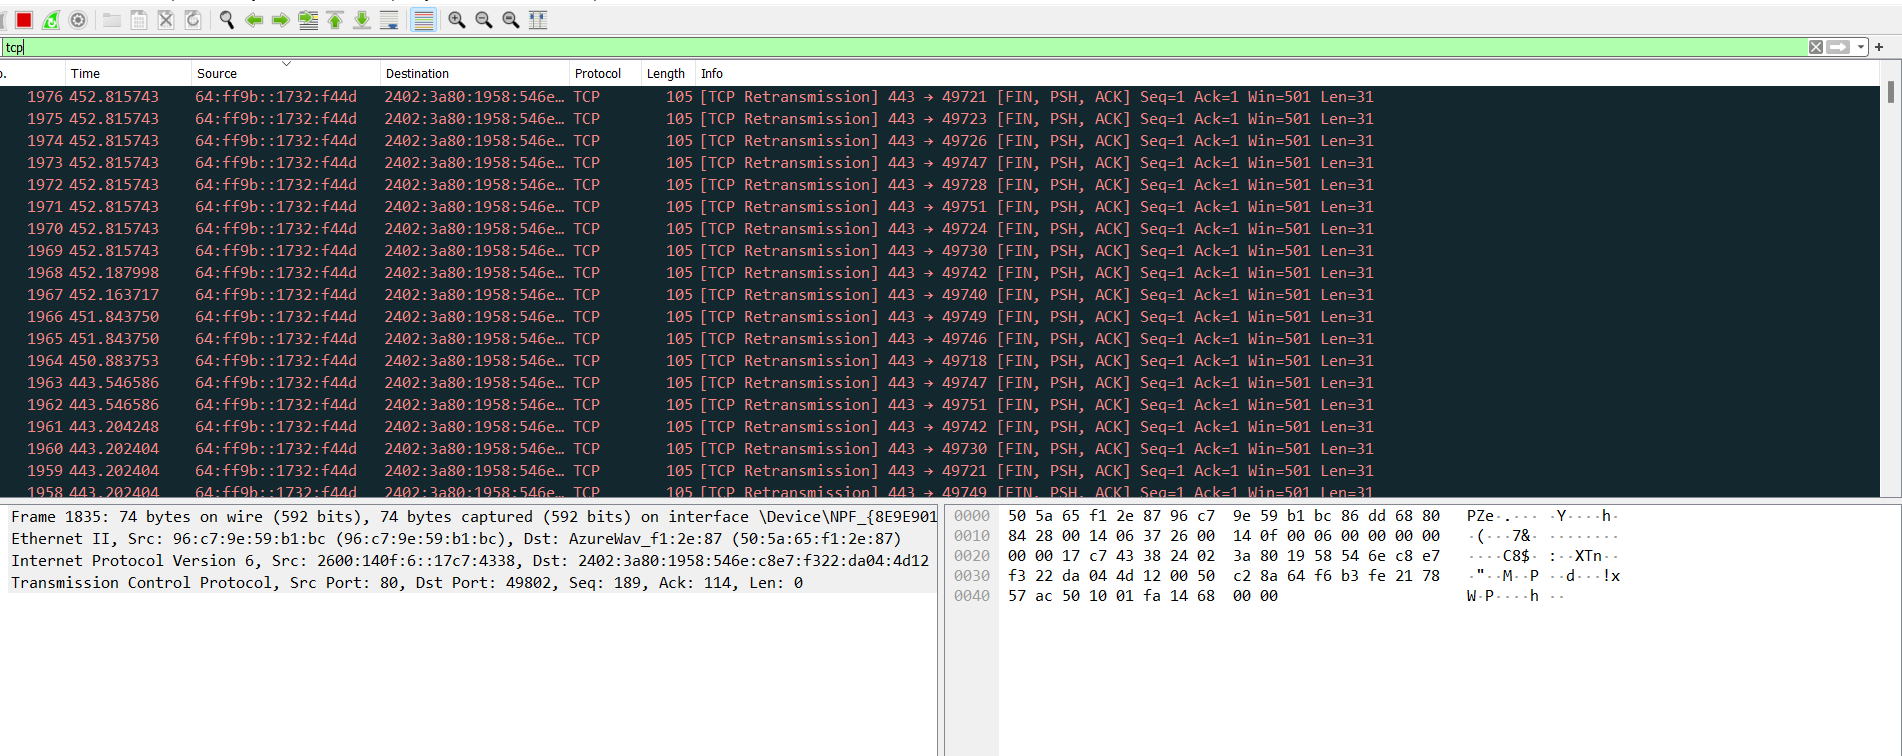 tcp
Time Source Destination Protocol Length Info
1976 452.815743 64:ff9b::1732:f44d 2402:3a80:1958:546e… TCP 105 [TCP Retransmission] 443 → 49721 [FIN, PSH, ACK] Seq=1 Ack=1 Win=501 Len=31
1975 452.815743 64:ff9b::1732:f44d 2402:3a80:1958:546e… TCP 105 [TCP Retransmission] 443 → 49723 [FIN, PSH, ACK] Seq=1 Ack=1 Win=501 Len=31
1974 452.815743 64:ff9b::1732:f44d 2402:3a80:1958:546e… TCP 105 [TCP Retransmission] 443 → 49726 [FIN, PSH, ACK] Seq=1 Ack=1 Win=501 Len=31
1973 452.815743 64:ff9b::1732:f44d 2402:3a80:1958:546e… TCP 105 [TCP Retransmission] 443 → 49747 [FIN, PSH, ACK] Seq=1 Ack=1 Win=501 Len=31
1972 452.815743 64:ff9b::1732:f44d 2402:3a80:1958:546e… TCP 105 [TCP Retransmission] 443 → 49728 [FIN, PSH, ACK] Seq=1 Ack=1 Win=501 Len=31
1971 452.815743 64:ff9b::1732:f44d 2402:3a80:1958:546e… TCP 105 [TCP Retransmission] 443 → 49751 [FIN, PSH, ACK] Seq=1 Ack=1 Win=501 Len=31
1970 452.815743 64:ff9b::1732:f44d 2402:3a80:1958:546e… TCP 105 [TCP Retransmission] 443 → 49724 [FIN, PSH, ACK] Seq=1 Ack=1 Win=501 Len=31
1969 452.815743 64:ff9b::1732:f44d 2402:3a80:1958:546e… TCP 105 [TCP Retransmission] 443 → 49730 [FIN, PSH, ACK] Seq=1 Ack=1 Win=501 Len=31
1968 452.187998 64:ff9b::1732:f44d 2402:3a80:1958:546e… TCP 105 [TCP Retransmission] 443 → 49742 [FIN, PSH, ACK] Seq=1 Ack=1 Win=501 Len=31
1967 452.163717 64:ff9b::1732:f44d 2402:3a80:1958:546e… TCP 105 [TCP Retransmission] 443 → 49740 [FIN, PSH, ACK] Seq=1 Ack=1 Win=501 Len=31
1966 451.843750 64:ff9b::1732:f44d 2402:3a80:1958:546e… TCP 105 [TCP Retransmission] 443 → 49749 [FIN, PSH, ACK] Seq=1 Ack=1 Win=501 Len=31
1965 451.843750 64:ff9b::1732:f44d 2402:3a80:1958:546e… TCP 105 [TCP Retransmission] 443 → 49746 [FIN, PSH, ACK] Seq=1 Ack=1 Win=501 Len=31
1964 450.883753 64:ff9b::1732:f44d 2402:3a80:1958:546e… TCP 105 [TCP Retransmission] 443 → 49718 [FIN, PSH, ACK] Seq=1 Ack=1 Win=501 Len=31
1963 443.546586 64:ff9b::1732:f44d 2402:3a80:1958:546e… TCP 105 [TCP Retransmission] 443 → 49747 [FIN, PSH, ACK] Seq=1 Ack=1 Win=501 Len=31
1962 443.546586 64:ff9b::1732:f44d 2402:3a80:1958:546e… TCP 105 [TCP Retransmission] 443 → 49751 [FIN, PSH, ACK] Seq=1 Ack=1 Win=501 Len=31
1961 443.204248 64:ff9b::1732:f44d 2402:3a80:1958:546e… TCP 105 [TCP Retransmission] 443 → 49742 [FIN, PSH, ACK] Seq=1 Ack=1 Win=501 Len=31
1960 443.202404 64:ff9b::1732:f44d 2402:3a80:1958:546e… TCP 105 [TCP Retransmission] 443 → 49730 [FIN, PSH, ACK] Seq=1 Ack=1 Win=501 Len=31
1959 443.202404 64:ff9b::1732:f44d 2402:3a80:1958:546e… TCP 105 [TCP Retransmission] 443 → 49721 [FIN, PSH, ACK] Seq=1 Ack=1 Win=501 Len=31
1958 443.202404 64:ff9b::1732:f44d 2402:3a80:1958:546e… TCP 105 [TCP Retransmission] 443 → 49749 [FIN, PSH, ACK] Seq=1 Ack=1 Win=501 Len=31
Frame 1835: 74 bytes on wire (592 bits), 74 bytes captured (592 bits) on interface \Device\NPF_{8E9E901
Ethernet II, Src: 96:c7:9e:59:b1:bc (96:c7:9e:59:b1:bc), Dst: AzureWav_f1:2e:87 (50:5a:65:f1:2e:87)
Internet Protocol Version 6, Src: 2600:140f:6::17c7:4338, Dst: 2402:3a80:1958:546e:c8e7:f322:da04:4d12
Transmission Control Protocol, Src Port: 80, Dst Port: 49802, Seq: 189, Ack: 114, Len: 0
0000 50 5a 65 f1 2e 87 96 c7 9e 59 b1 bc 86 dd 68 80 PZe·.··· ·Y····h·
0010 84 28 00 14 06 37 26 00 14 0f 00 06 00 00 00 00 ·(···7&· ········
0020 00 00 17 c7 43 38 24 02 3a 80 19 58 54 6e c8 e7 ····C8$· :··XTn··
0030 f3 22 da 04 4d 12 00 50 c2 8a 64 f6 b3 fe 21 78 ·"··M··P ··d···!x
0040 57 ac 50 10 01 fa 14 68 00 00 W·P····h ··